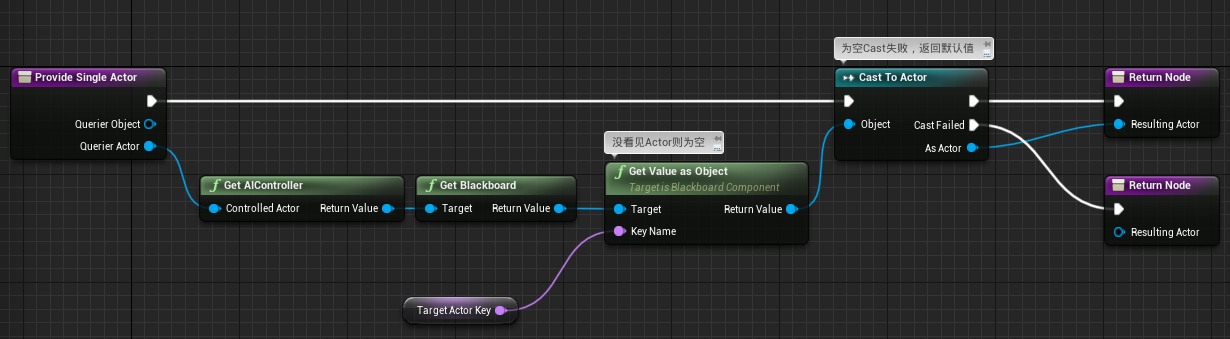 为空Cast失败，返回默认值
Provide Single Actor
Cast To Actor
Return Node
Querier Object
Object
Cast Failed
Resulting Actor
Querier Actor
As Actor
没看见Actor则为空
Get Value as Object
Target is Blackboard Component
Get AIController
Get Blackboard
Return Node
Controlled Actor
Return Value
Target
Return Value
Target
Return Value
Key Name
Resulting Actor
Target Actor Key